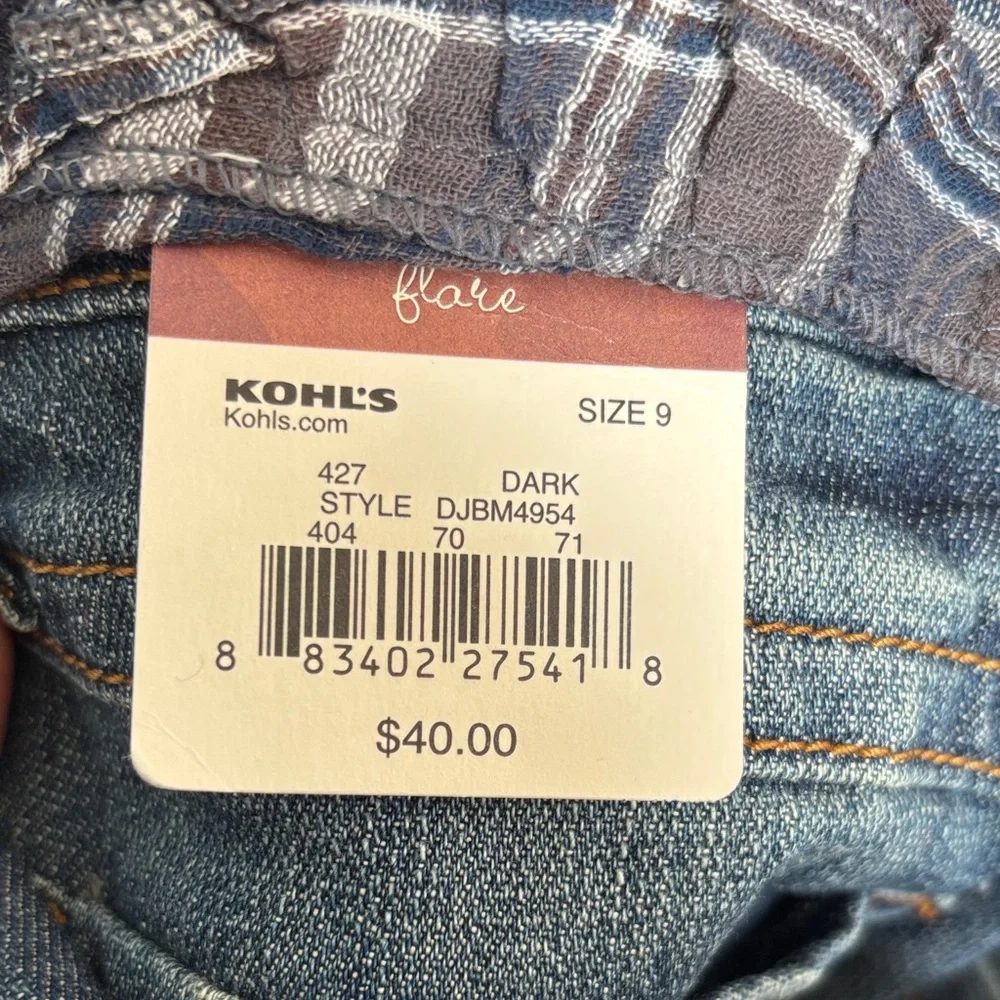 flare
KOHL'S
Kohls.com
SIZE 9
427 DARK
STYLE DJBM4954
404 70 71
8 83402 27541 8
$40.00